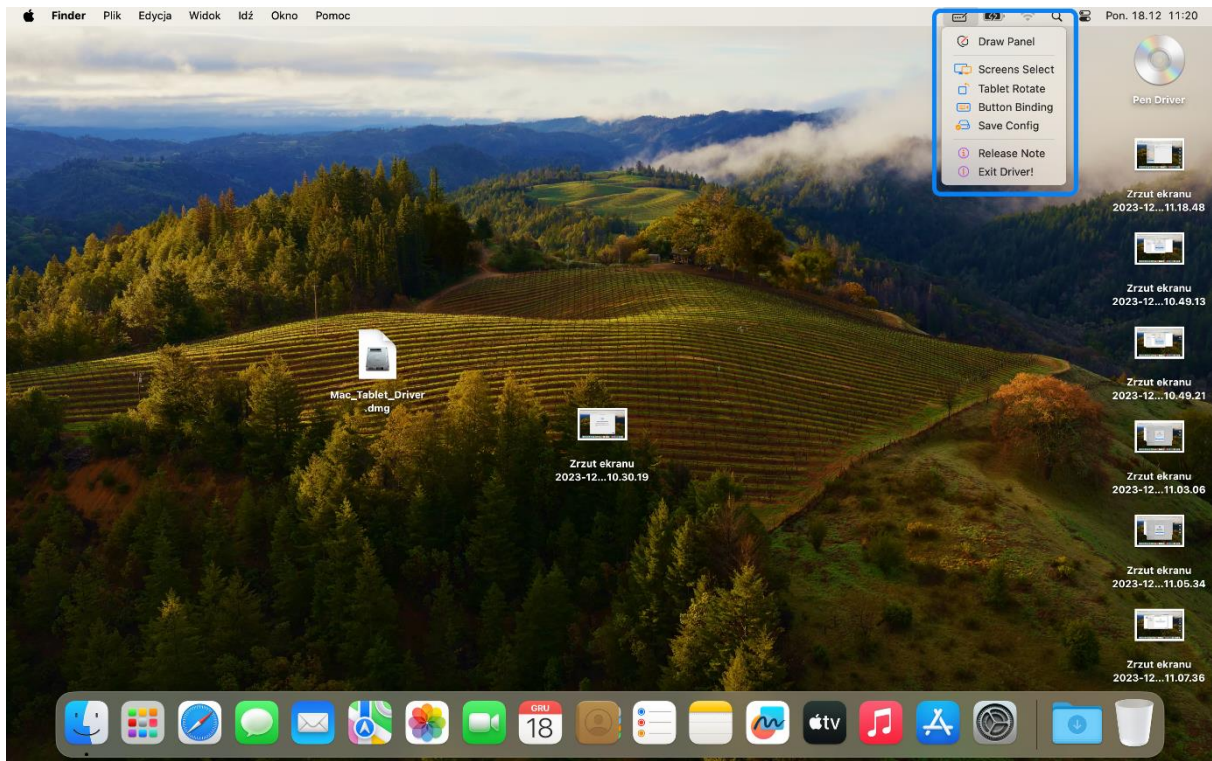 Finder Plik Edycja Widok Idź Okno Pomoc Pon. 18.12 11:20
Draw Panel
Screens Select
Tablet Rotate
Button Binding
Save Config
Release Note
Exit Driver!
Pen Driver
Zrzut ekranu
2023-12...11.18.48
Zrzut ekranu
2023-12...10.49.13
Zrzut ekranu
2023-12...10.49.21
Mac_Tablet_Driver
.dmg
Zrzut ekranu
2023-12...10.30.19
Zrzut ekranu
2023-12...11.03.06
Zrzut ekranu
2023-12...11.05.34
Zrzut ekranu
2023-12...11.07.36
GRU
18
tv